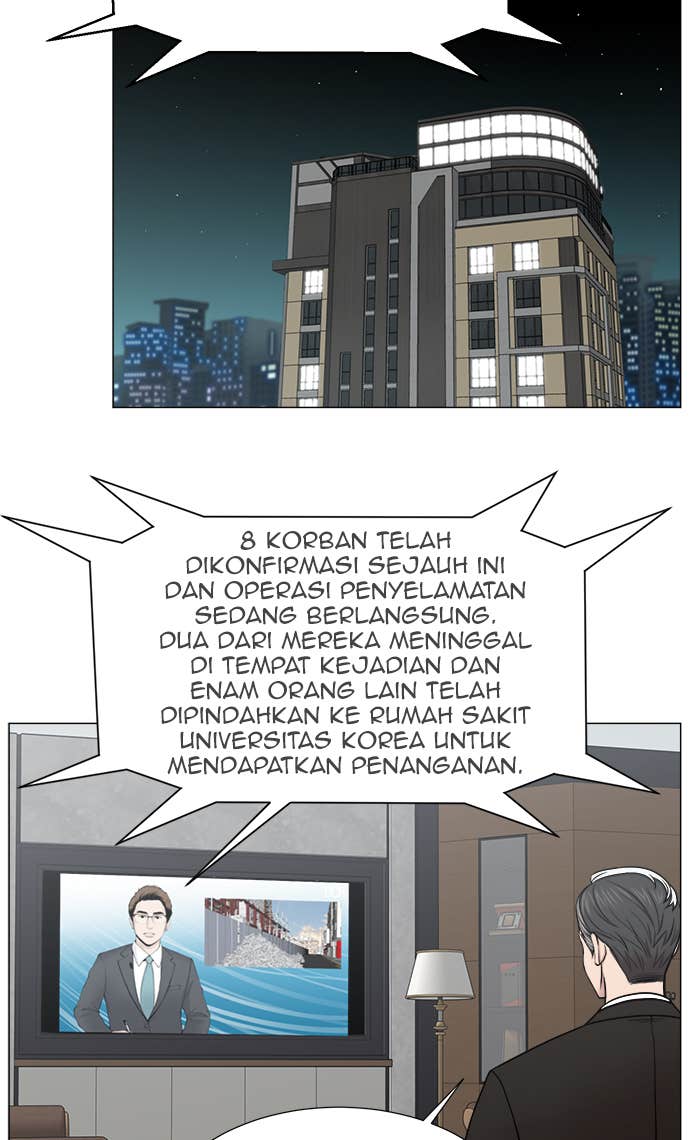 8 KORBAN TELAH
DIKONFIRMASI SEJAUH INI
DAN OPERASI PENYELAMATAN
SEDANG BERLANGSUNG.
DUA DARI MEREKA MENINGGAL
DI TEMPAT KEJADIAN DAN
ENAM ORANG LAIN TELAH
DIPINDAHKAN KE RUMAH SAKIT
UNIVERSITAS KOREA UNTUK
MENDAPATKAN PENANGANAN.